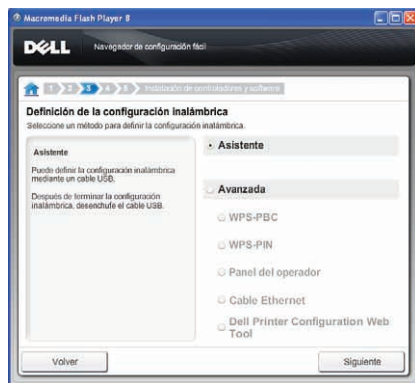 Macromedia Flash Player 8
DELL Navegador de configuración fácil
1 2 3 4 5 Instalación de controladores y software
Definición de la configuración inalámbrica
Seleccione un método para definir la configuración inalámbrica.
Asistente
Puede definir la configuración inalámbrica
mediante un cable USB.
Después de terminar la configuración
inalámbrica, desenchufe el cable USB.
Asistente
Avanzada
WPS-PBC
WPS-PIN
Panel del operador
Cable Ethernet
Dell Printer Configuration Web
Tool
Volver
Siguiente